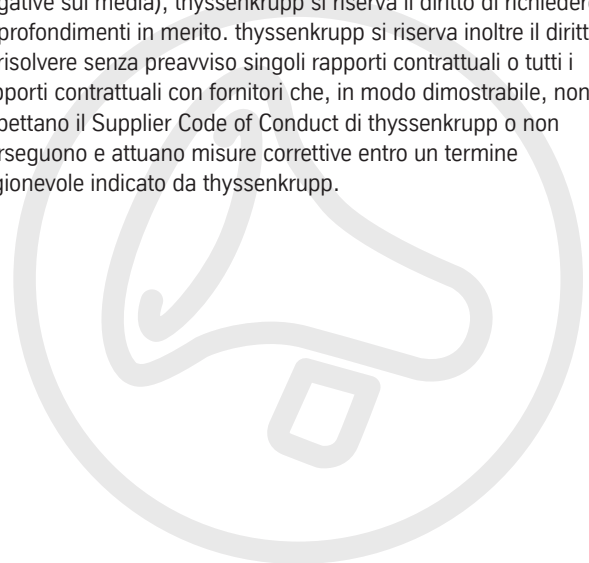 gative sui media), thyssenkrupp si riserva il diritto di richiedere
profondimenti in merito. thyssenkrupp si riserva inoltre il diritt
risolvere senza preavviso singoli rapporti contrattuali o tutti i
porti contrattuali con fornitori che, in modo dimostrabile, non
pettano il Supplier Code of Conduct di thyssenkrupp o non
rseguono e attuano misure correttive entro un termine
gionevole indicato da thyssenkrupp.